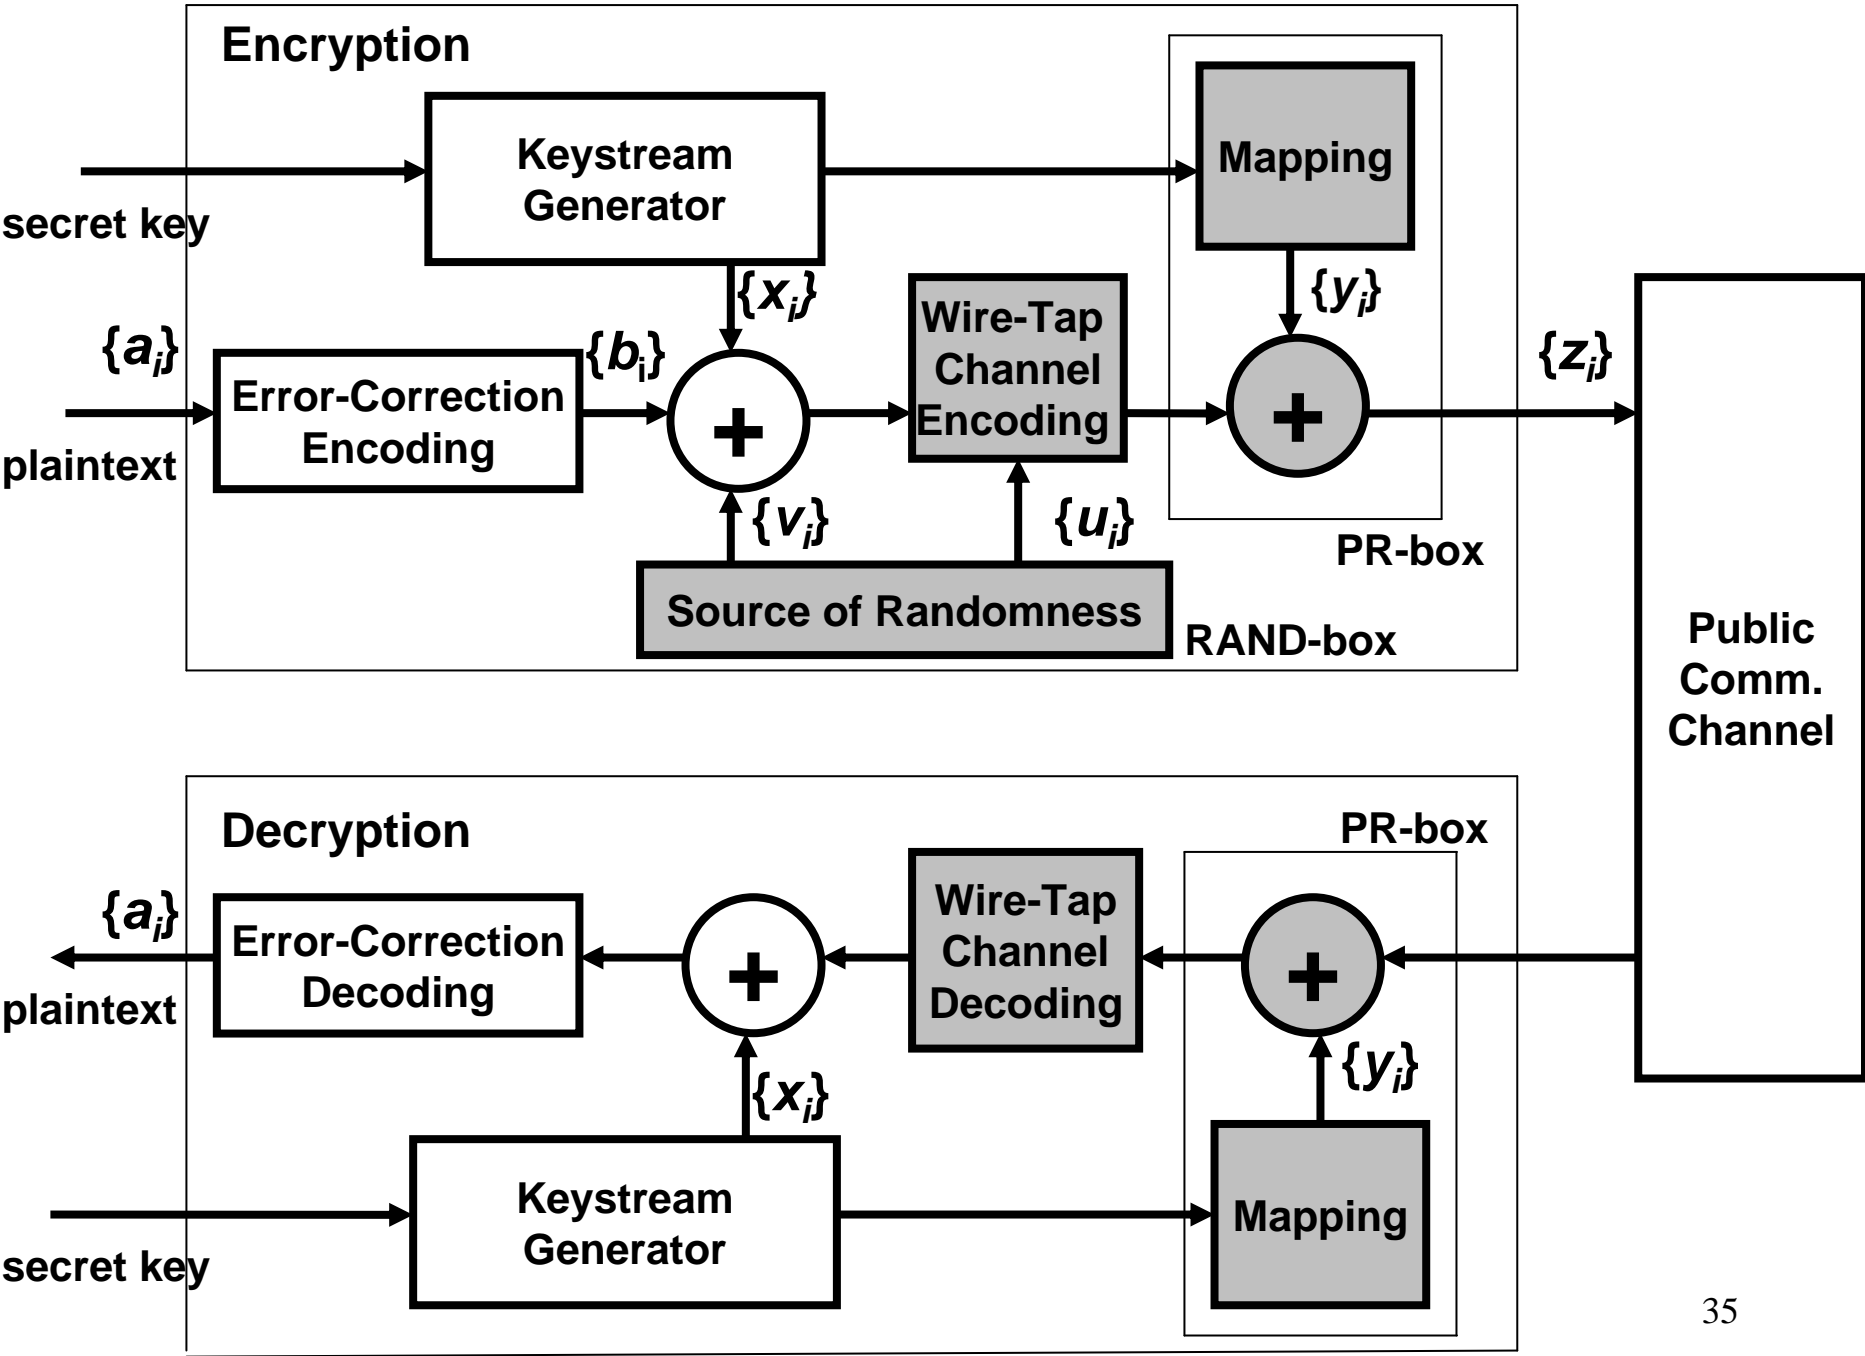 Encryption
Keystream
Generator
Mapping
secret key
{xi}
{yi}
Wire-Tap
Channel
Encoding
{ai}
{bi}
{zi}
Error-Correction
Encoding
+
+
plaintext
{vi}
{ui}
PR-box
Source of Randomness
RAND-box
Public
Comm.
Channel
Decryption
PR-box
{ai}
Error-Correction
Decoding
+
Wire-Tap
Channel
Decoding
+
plaintext
{xi}
{yi}
Keystream
Generator
Mapping
secret key
35